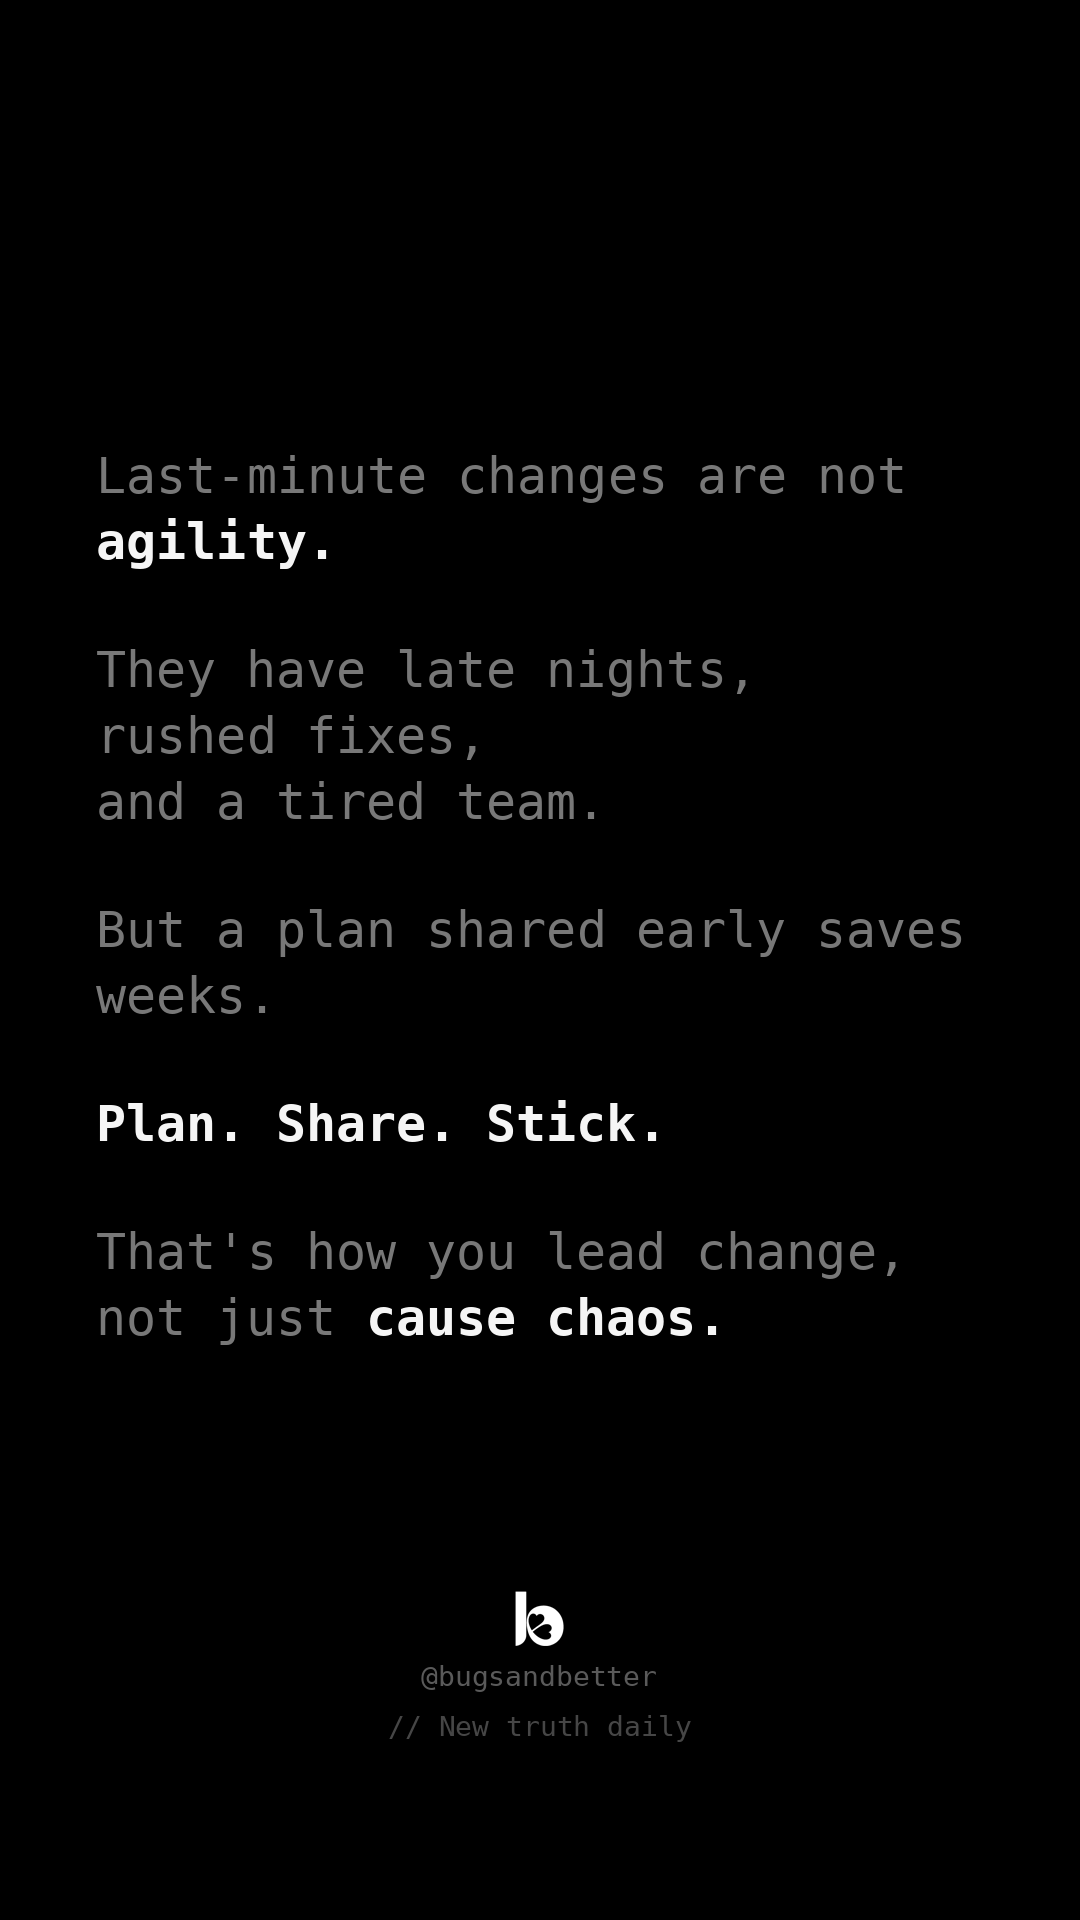 Last-minute changes are not
agility.
They have late nights,
rushed fixes,
and a tired team.
But a plan shared early saves
weeks.
Plan. Share. Stick.
That's how you lead change,
not just cause chaos.
b
@bugsandbetter
// New truth daily